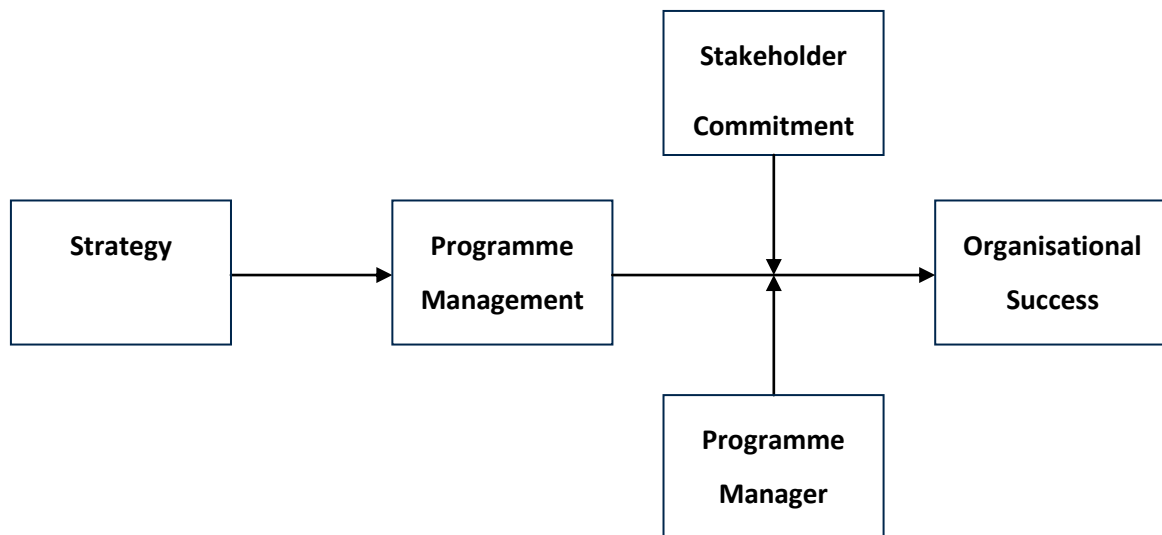 Stakeholder
Commitment
Strategy
Programme
Management
Organisational
Success
Programme
Manager